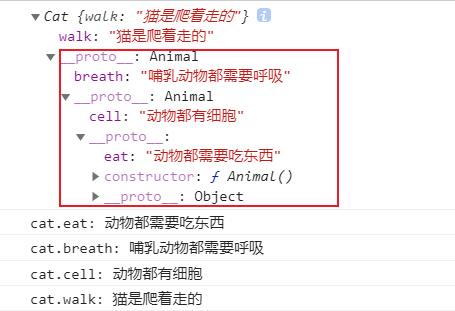 Cat {walk: "猫是爬着走的"} i
walk: "猫是爬着走的"
__proto__: Animal
breath: "哺乳动物都需要呼吸"
__proto__: Animal
cell: "动物都有细胞"
__proto__:
eat: "动物都需要吃东西"
constructor: ƒ Animal()
__proto__: Object
cat.eat: 动物都需要吃东西
cat.breath: 哺乳动物都需要呼吸
cat.cell: 动物都有细胞
cat.walk: 猫是爬着走的